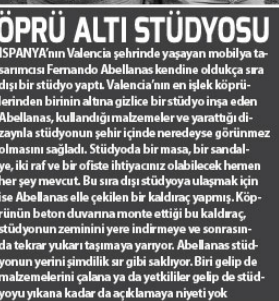 ÖPRÜ ALTI STÜDYOSU
İSPANYA'nın Valencia şehrinde yaşayan mobilya ta-
sarımcısı Fernando Abellanas kendine oldukça sıra
dışı bir stüdyo yaptı. Valencia'nın en işlek köprü-
lerinden birinin altına gizlice bir stüdyo inşa eden
Abellanas, kullandığı malzemeler ve yarattığı di-
zaynla stüdyonun şehir içinde neredeyse görünmez
olmasını sağladı. Stüdyoda bir masa, bir sandal-
ye, iki raf ve bir ofiste ihtiyacınız olabilecek hemen
her şey mevcut. Bu sıra dışı stüdyoya ulaşmak için
ise Abellanas elle çekilen bir kaldıraç yapmış. Köp-
rünün beton duvarına monte ettiği bu kaldıraç,
stüdyonun zeminini yere indirmeye ve sonrasın-
da tekrar yukarı taşımaya yarıyor. Abellanas stüd-
yonun yerini şimdilik sır gibi saklıyor. Biri gelip de
malzemelerini çalana ya da yetkililer gelip de stüd-
yoyu yıkana kadar da açıklamaya niyeti yok